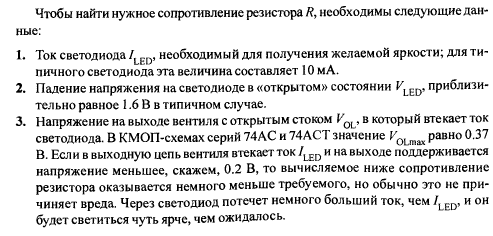 Чтобы найти нужное сопротивление резистора R, необходимы следующие дан-
ные:
1. Ток светодиода I_LED, необходимый для получения желаемой яркости; для ти-
пичного светодиода эта величина составляет 10 мА.
2. Падение напряжения на светодиоде в «открытом» состоянии V_LED, приблизи-
тельно равное 1.6 В в типичном случае.
3. Напряжение на выходе вентиля с открытым стоком V_OL, в который втекает ток
светодиода. В КМОП-схемах серий 74AC и 74ACT значение V_OLmax равно 0.37
В. Если в выходную цепь вентиля втекает ток I_LED и на выходе поддерживается
напряжение меньшее, скажем, 0.2 В, то вычисляемое ниже сопротивление
резистора оказывается немного меньше требуемого, но обычно это не при-
чиняет вреда. Через светодиод потечет немного больший ток, чем I_LED, и он
будет светиться чуть ярче, чем ожидалось.